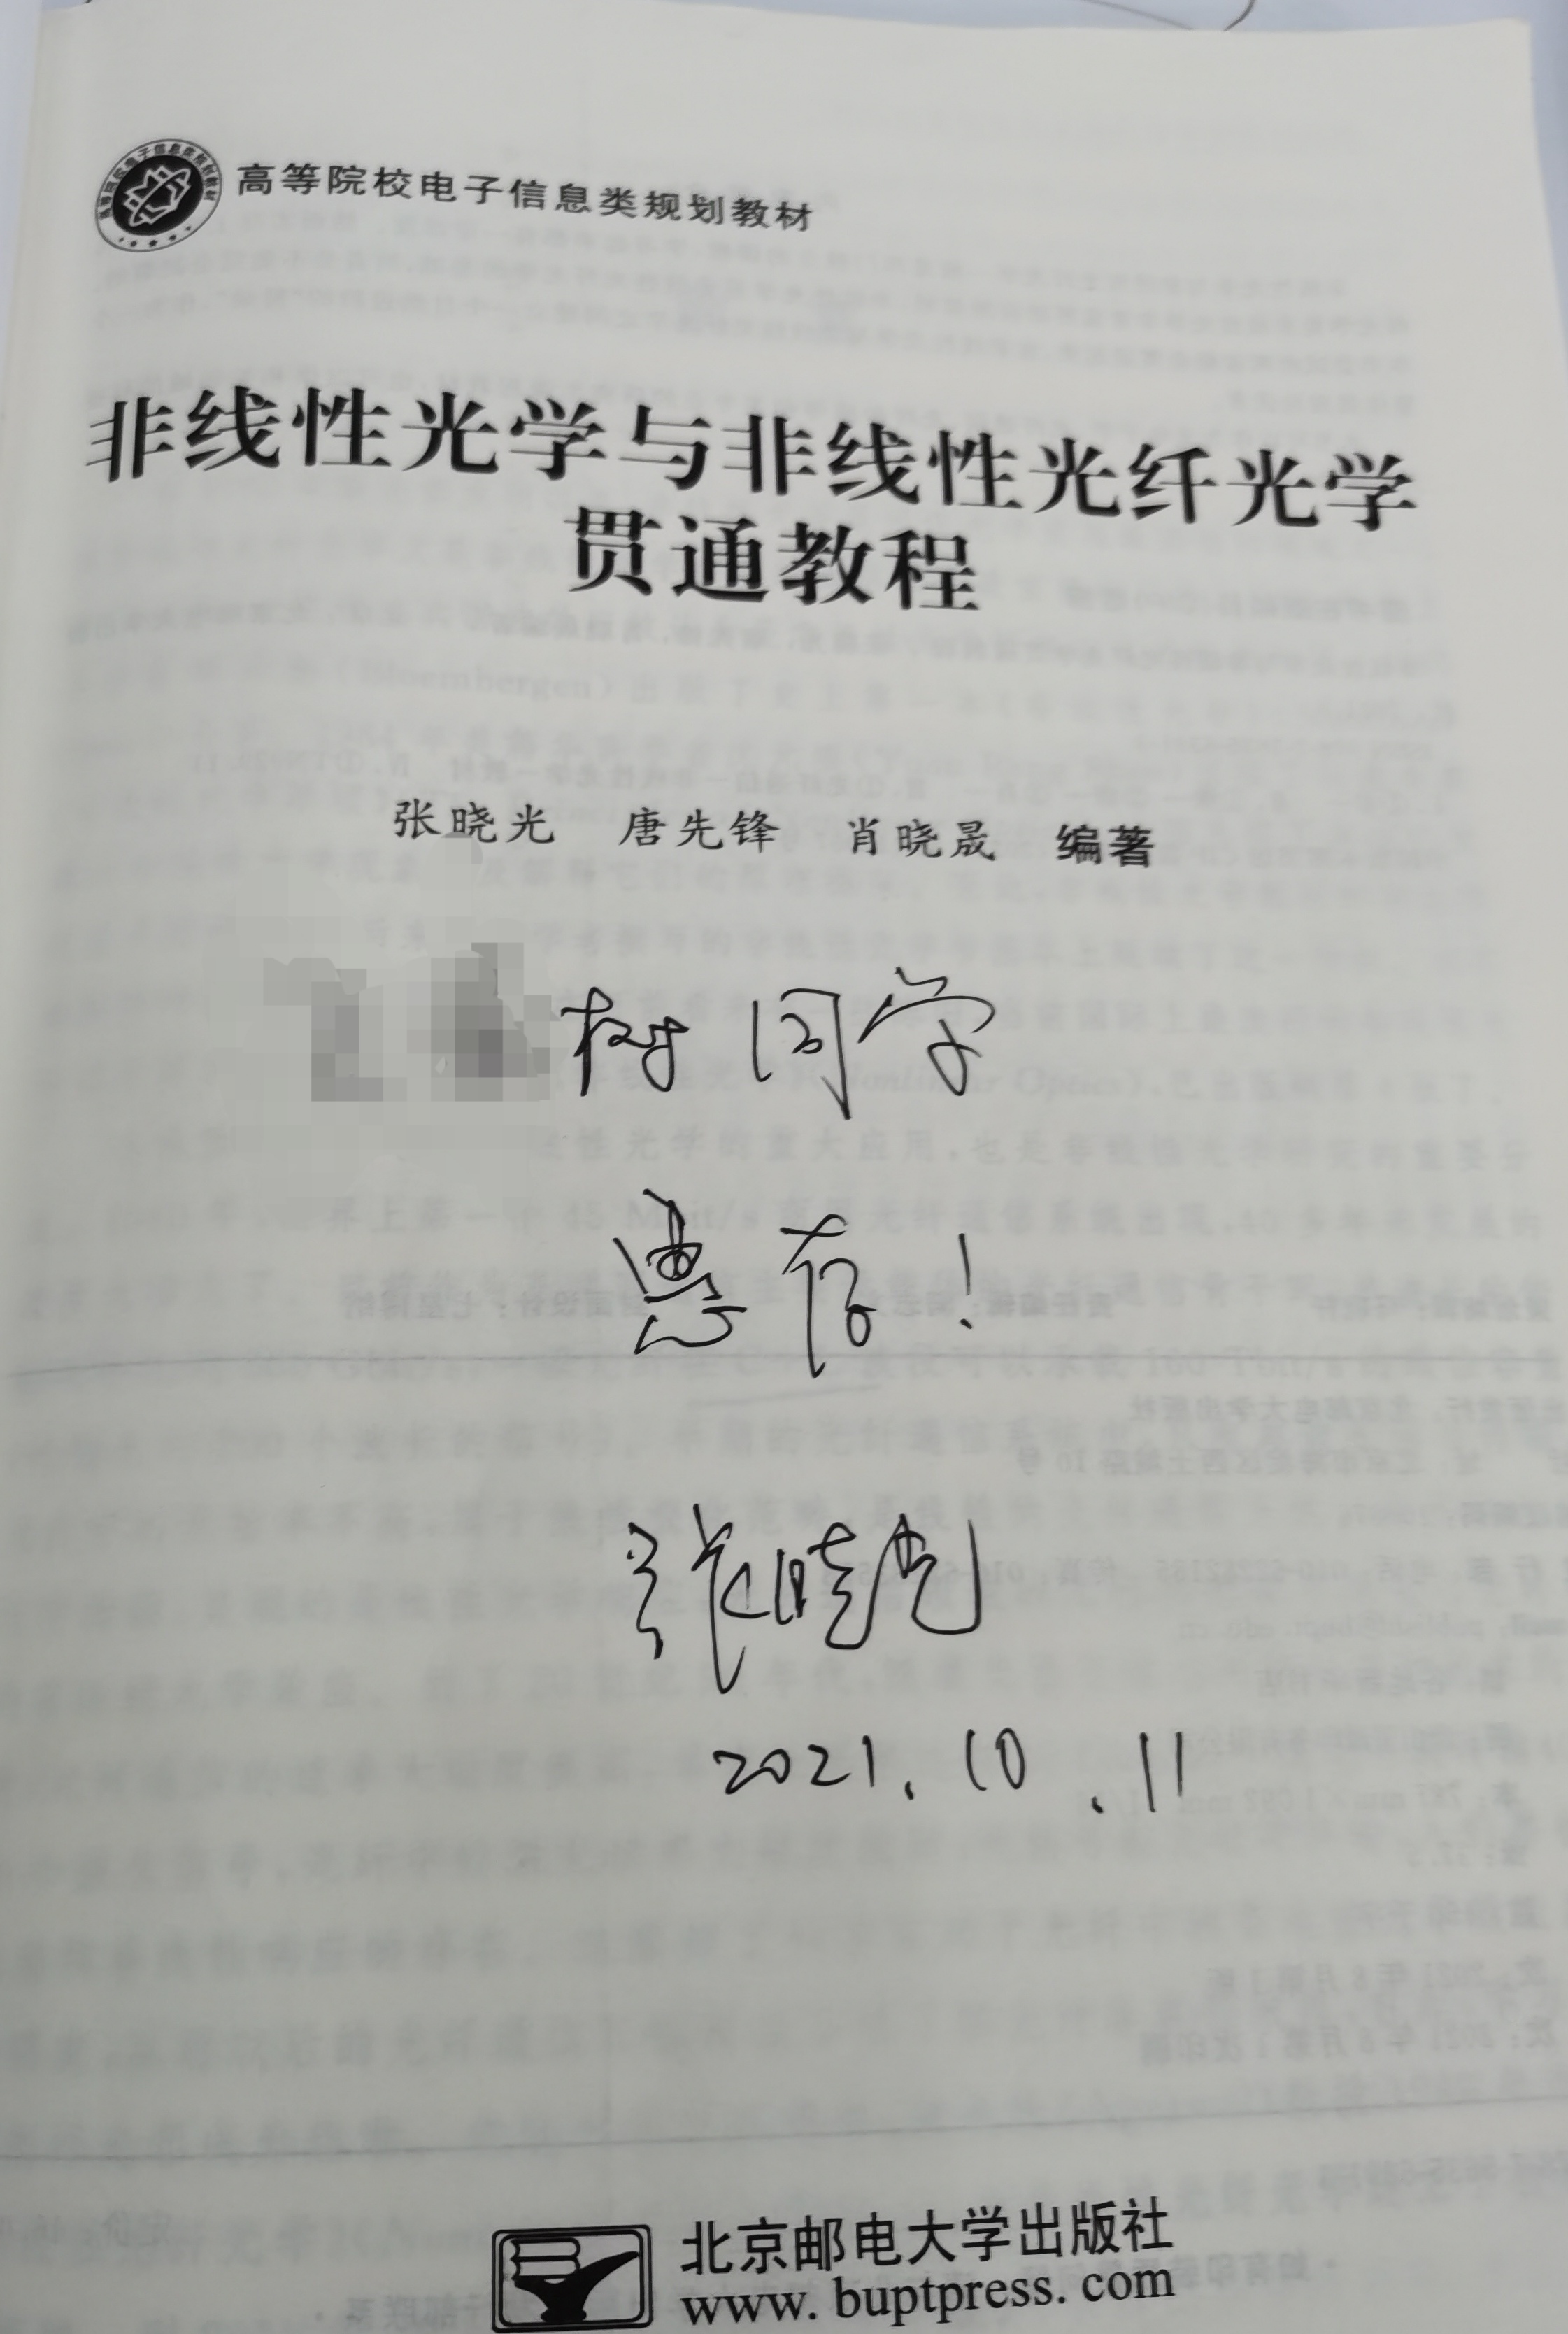 高等院校电子信息类规划教材
非线性光学与非线性光纤光学
贯通教程
张晓光 唐先锋 肖晓晟 编著
树同学
惠存!
张晓光
2021.10.11
北京邮电大学出版社
www.buptpress.com